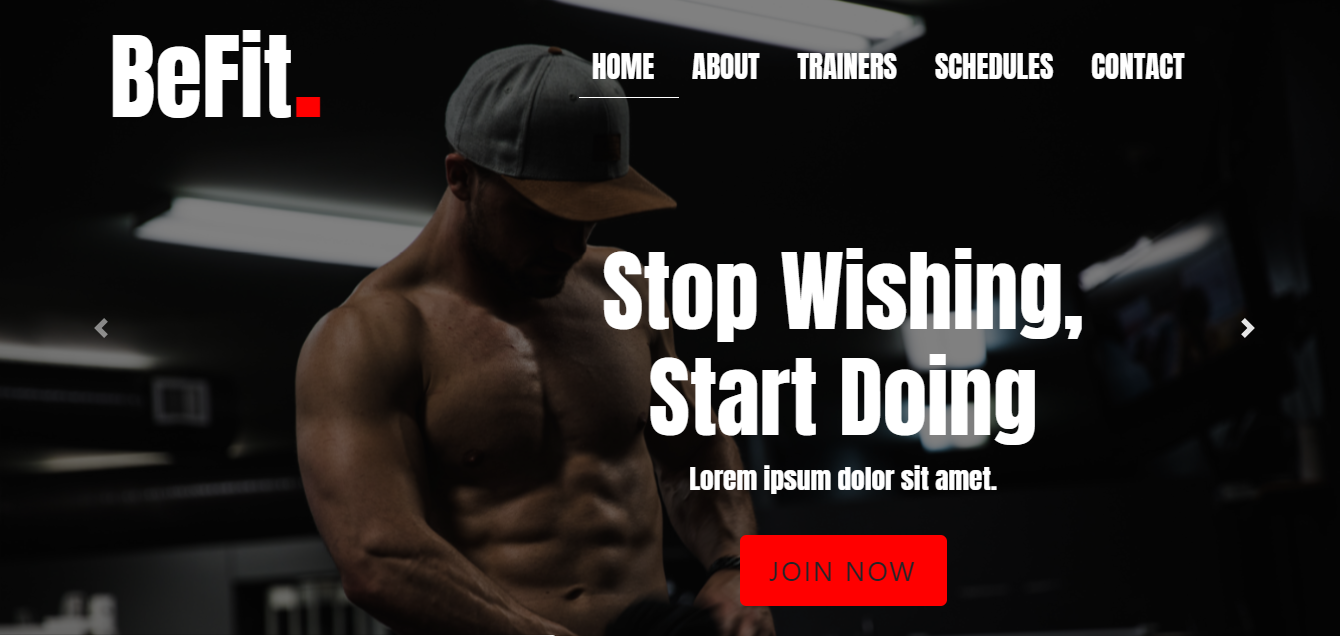 BeFit.
HOME ABOUT TRAINERS SCHEDULES CONTACT
Stop Wishing,
Start Doing
Lorem ipsum dolor sit amet.
JOIN NOW